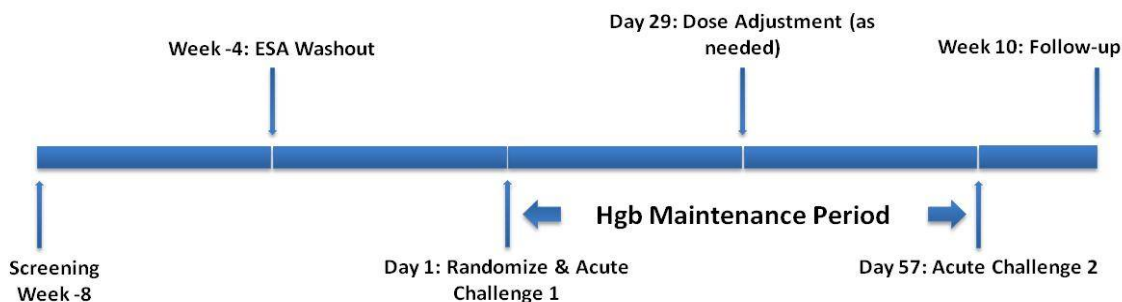 Day 29: Dose Adjustment (as
needed)
Week -4: ESA Washout
Week 10: Follow-up
Hgb Maintenance Period
Screening
Week -8
Day 1: Randomize & Acute
Challenge 1
Day 57: Acute Challenge 2